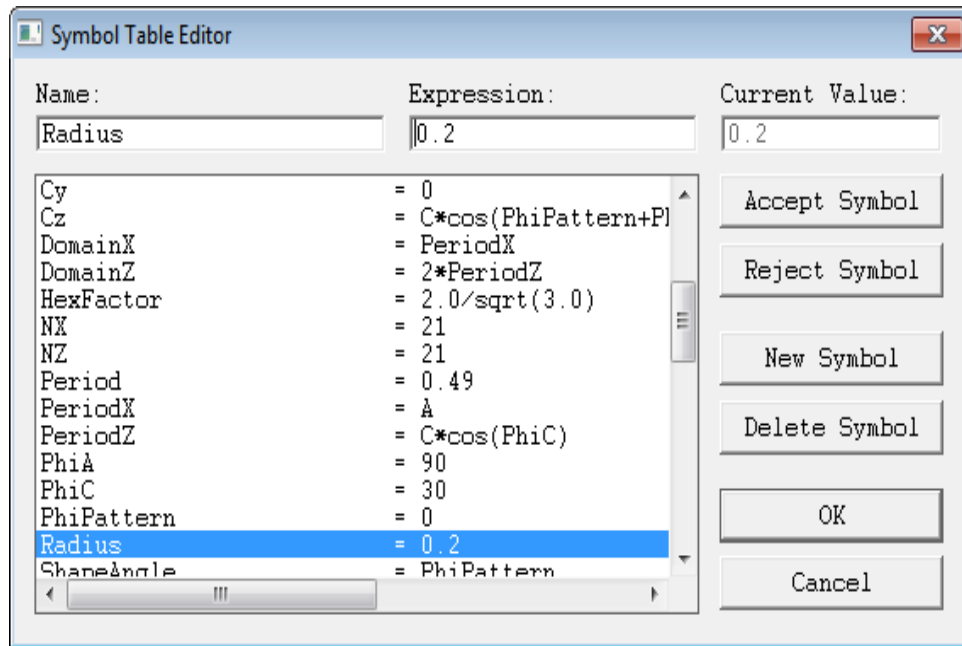 Symbol Table Editor
Name: Expression: Current Value:
Radius 0.2 0.2
Cy = 0
Cz = C*cos(PhiPattern+Pl
DomainX = PeriodX
DomainZ = 2*PeriodZ
HexFactor = 2.0/sqrt(3.0)
NX = 21
NZ = 21
Period = 0.49
PeriodX = A
PeriodZ = C*cos(PhiC)
PhiA = 90
PhiC = 30
PhiPattern = 0
Radius = 0.2
ShapeAngle = PhiPattern
Accept Symbol
Reject Symbol
New Symbol
Delete Symbol
OK
Cancel